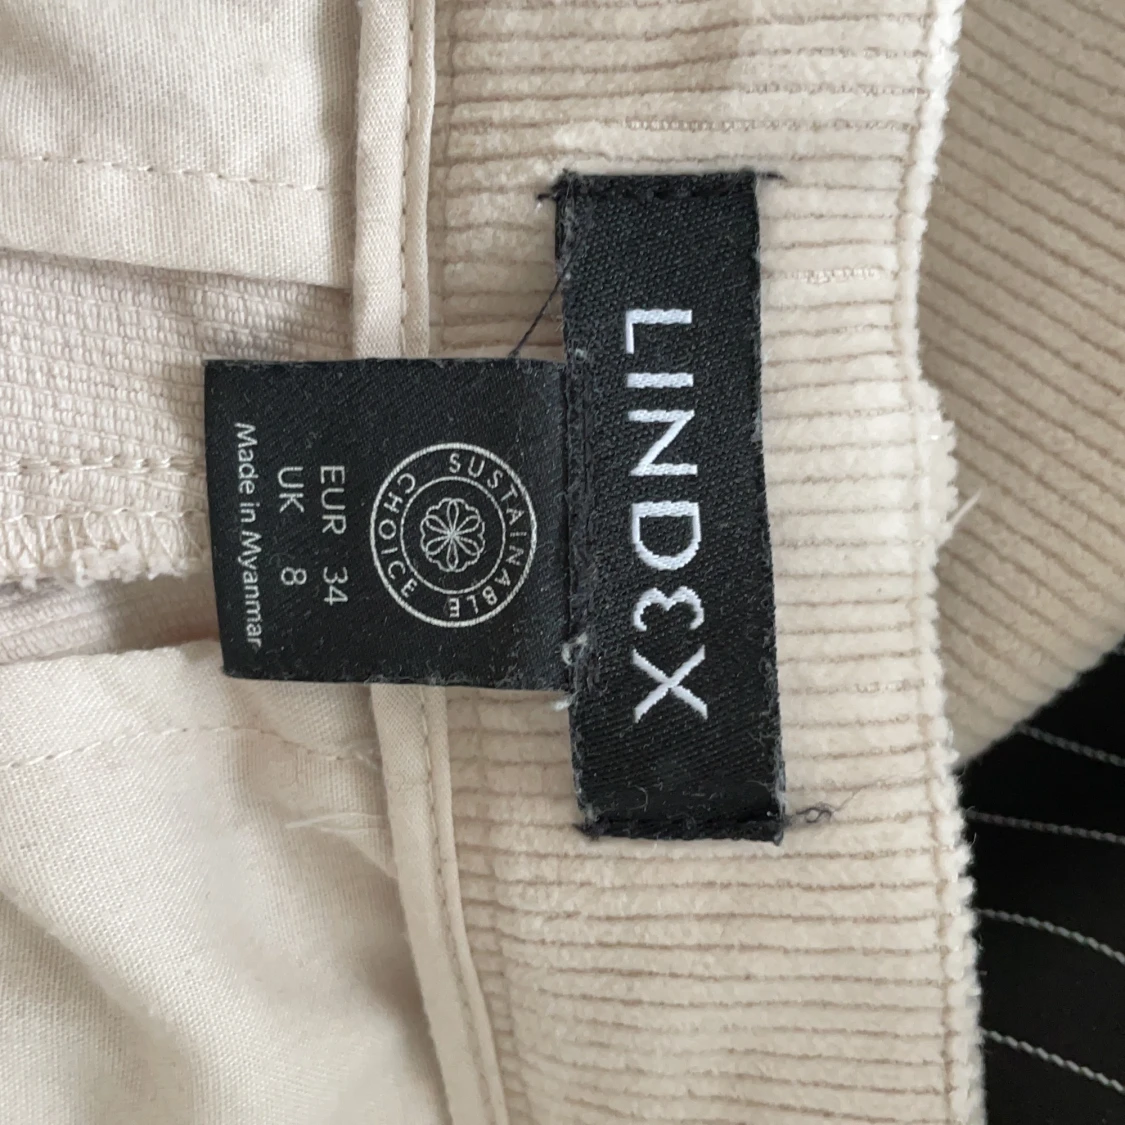 LINDEX
SUSTAINABLE
CHOICE
EUR 34
UK 8
Made in Myanmar